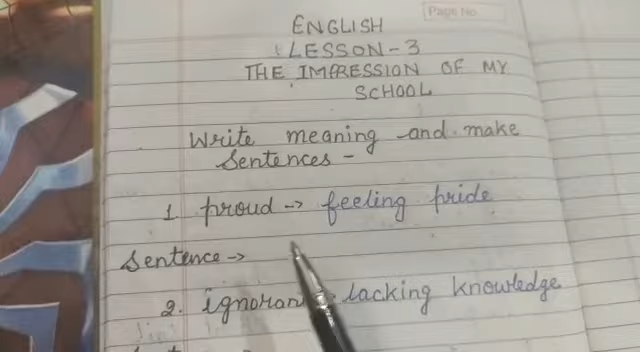 Page No.
ENGLISH
LESSON-3
THE IMPRESSION OF MY
SCHOOL
Write meaning and make
Sentences -
1 proud -> feeling pride
Sentence ->
2. ignoran lacking knowledge